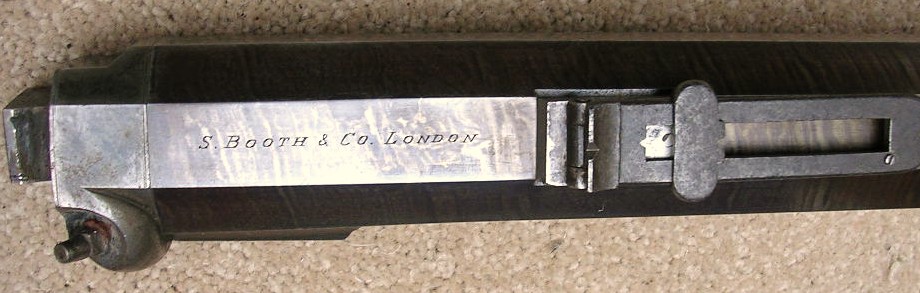 S. BOOTH & CO. LONDON